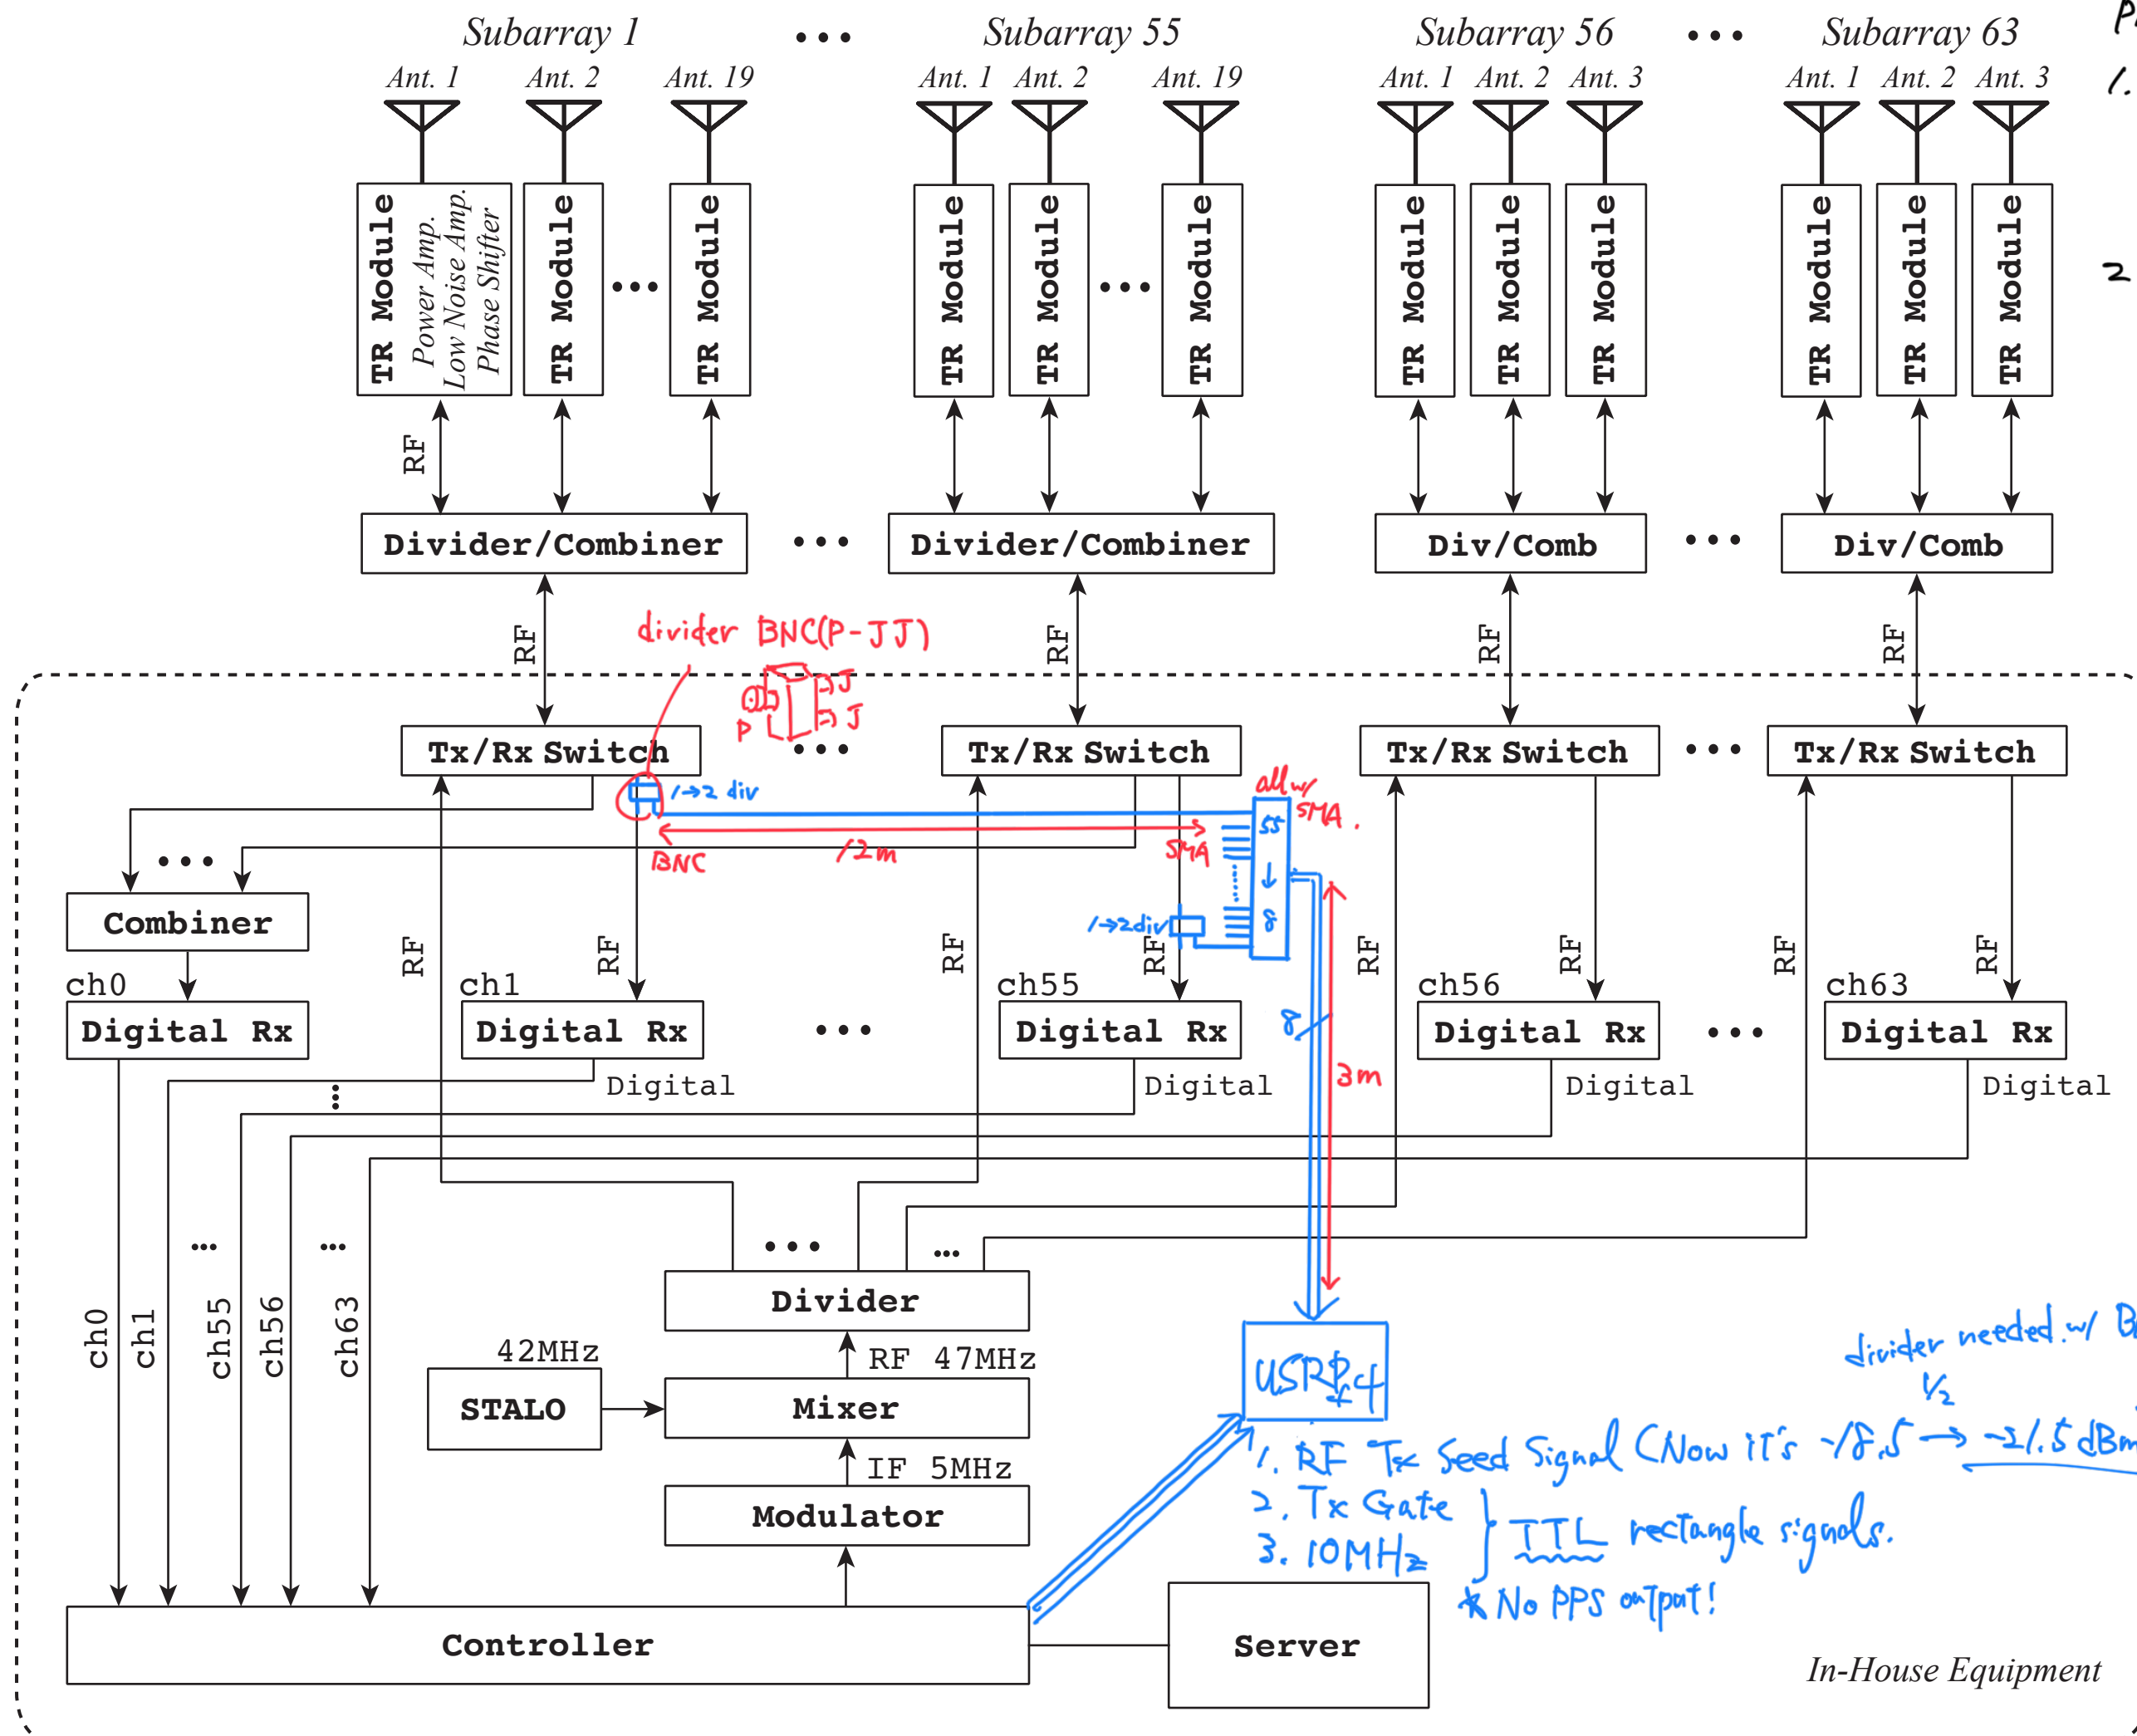 Subarray 1 ••• Subarray 55 Subarray 56 ••• Subarray 63
Ant. 1 Ant. 2 Ant. 19 Ant. 1 Ant. 2 Ant. 19 Ant. 1 Ant. 2 Ant. 3 Ant. 1 Ant. 2 Ant. 3
1.
2
TR Module
Power Amp.
Low Noise Amp.
Phase Shifter
TR Module ••• TR Module
TR Module TR Module ••• TR Module
TR Module TR Module TR Module
TR Module TR Module TR Module
RF
Divider/Combiner ••• Divider/Combiner Div/Comb ••• Div/Comb
divider BNC(P-JJ)
RF RF RF RF
J
P J
Tx/Rx Switch ••• Tx/Rx Switch Tx/Rx Switch ••• Tx/Rx Switch
1→2 div
all w/
SMA.
55
↓
8
BNC 12m SMA
•••
Combiner
1→2div
RF RF RF RF RF RF RF RF
ch0 ch1 ch55 ch56 ch63
Digital Rx Digital Rx ••• Digital Rx Digital Rx ••• Digital Rx
8
3m
Digital Digital Digital Digital
ch0 ch1 ••• ch55 ch56 ••• ch63
••• •••
Divider
42MHz RF 47MHz
STALO Mixer
IF 5MHz
Modulator
USRP x4
divider needed w/
1/2
1. RF Tx Seed Signal (Now it's -18.5 → -21.5 dBm
2. Tx Gate
3. 10MHz
} TTL rectangle signals.
* No PPS output!
Controller Server
In-House Equipment